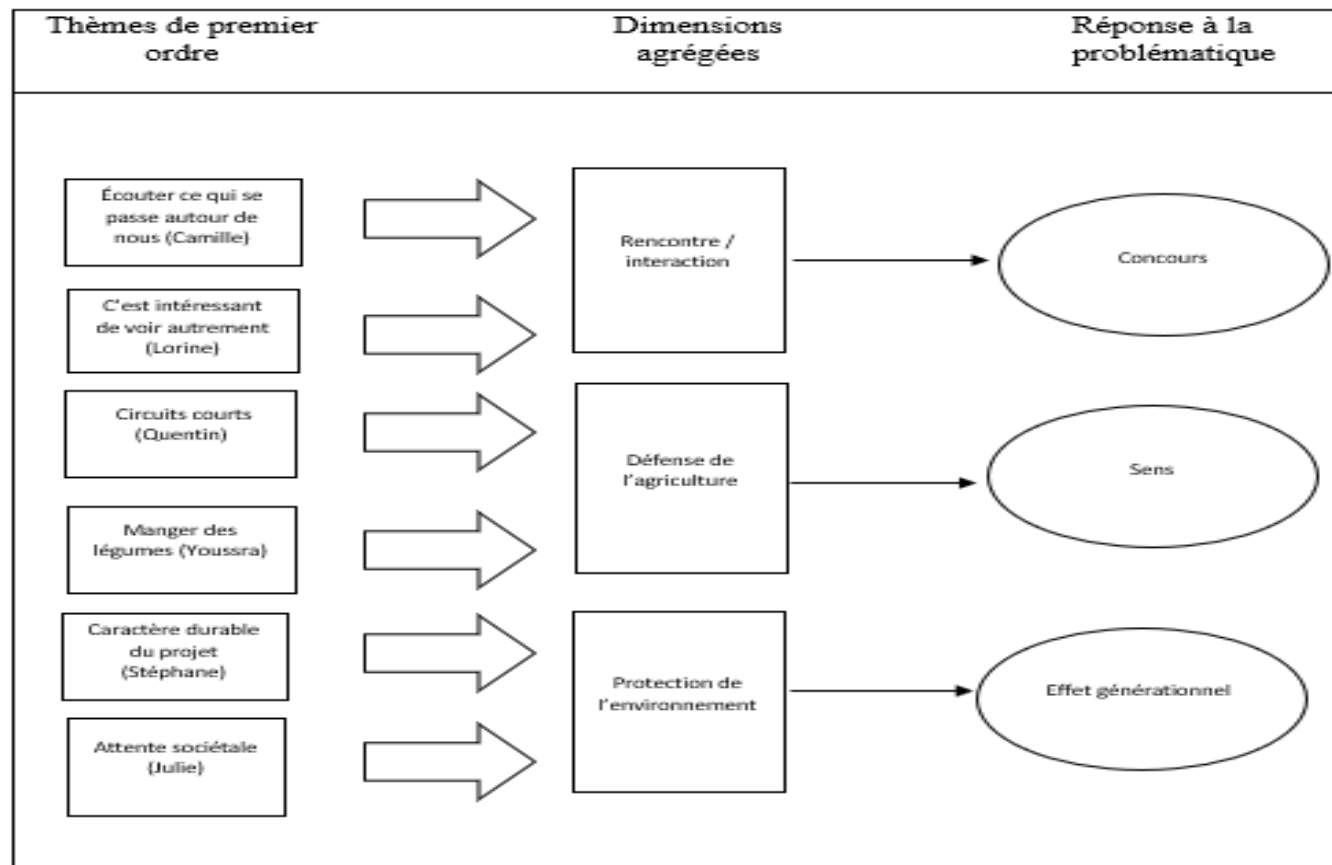 Thèmes de premier
ordre
Dimensions
agrégées
Réponse à la
problématique
Écouter ce qui se
passe autour de
nous (Camille)
Rencontre /
interaction
Concours
C'est intéressant
de voir autrement
(Lorine)
Circuits courts
(Quentin)
Défense de
l'agriculture
Sens
Manger des
légumes (Youssra)
Caractère durable
du projet
(Stéphane)
Protection de
l'environnement
Effet générationnel
Attente sociétale
(Julie)